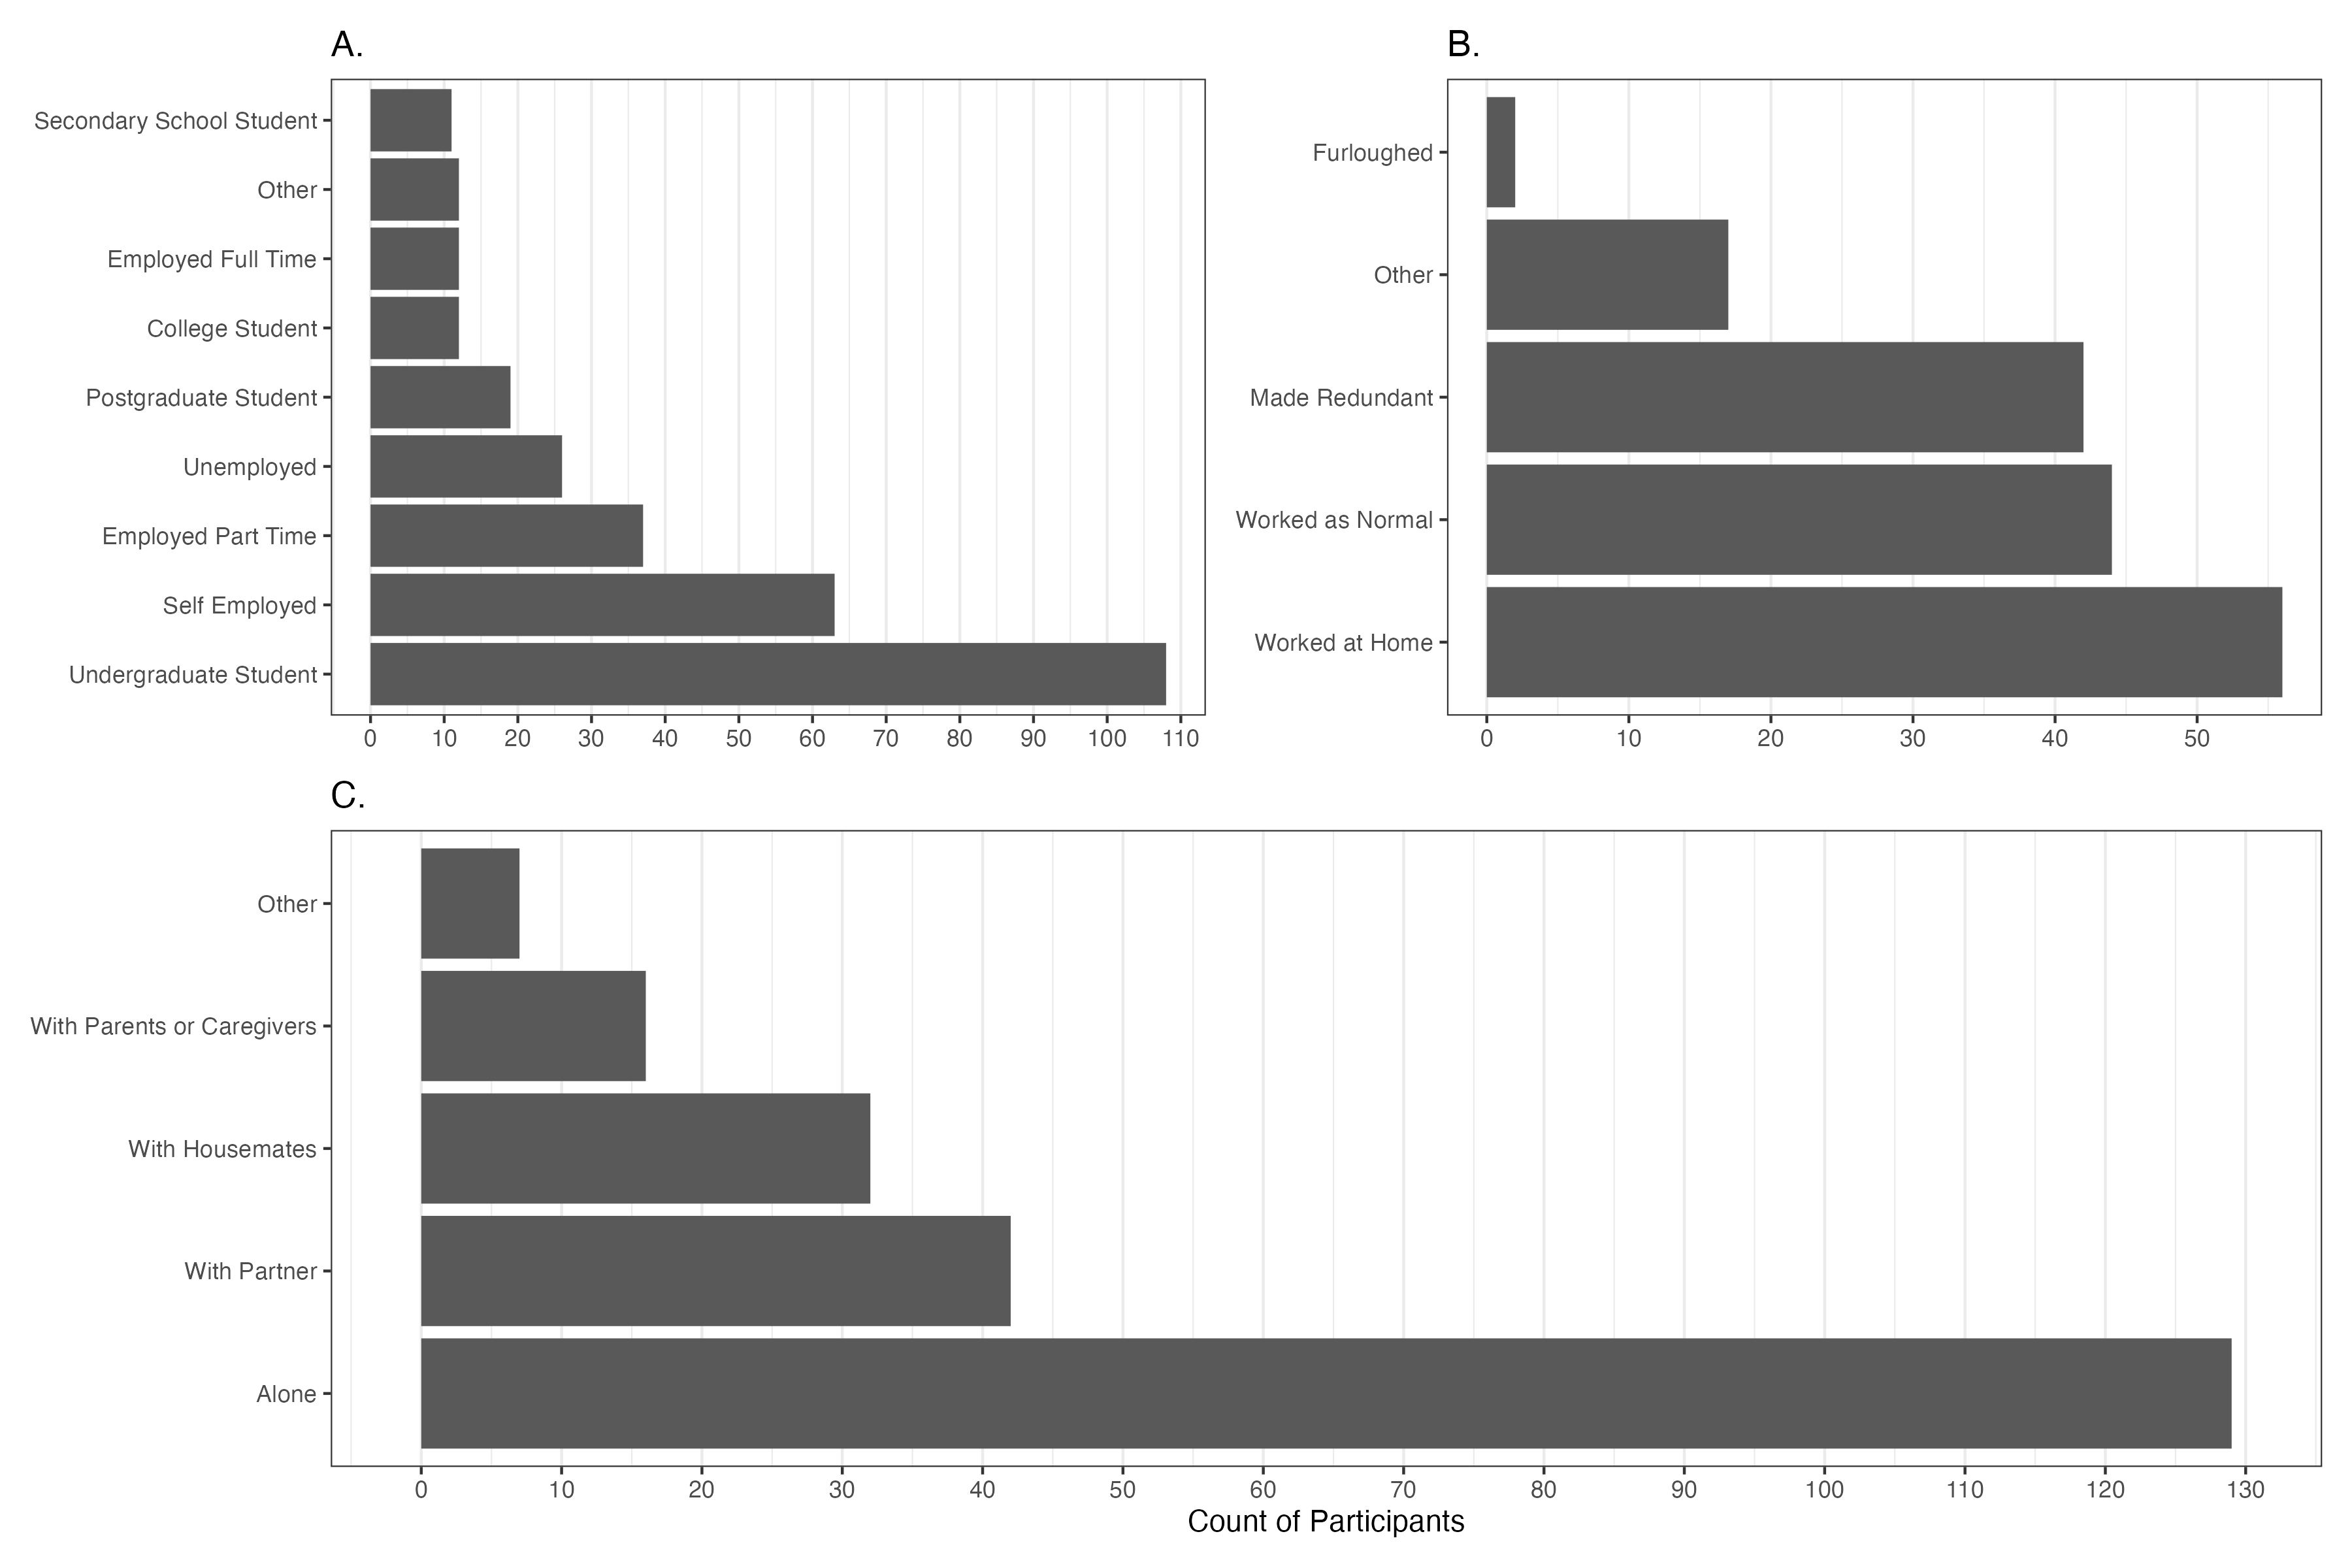 A.
Secondary School Student
Other
Employed Full Time
College Student
Postgraduate Student
Unemployed
Employed Part Time
Self Employed
Undergraduate Student
0 10 20 30 40 50 60 70 80 90 100 110
B.
Furloughed
Other
Made Redundant
Worked as Normal
Worked at Home
0 10 20 30 40 50
C.
Other
With Parents or Caregivers
With Housemates
With Partner
Alone
0 10 20 30 40 50 60 70 80 90 100 110 120 130
Count of Participants